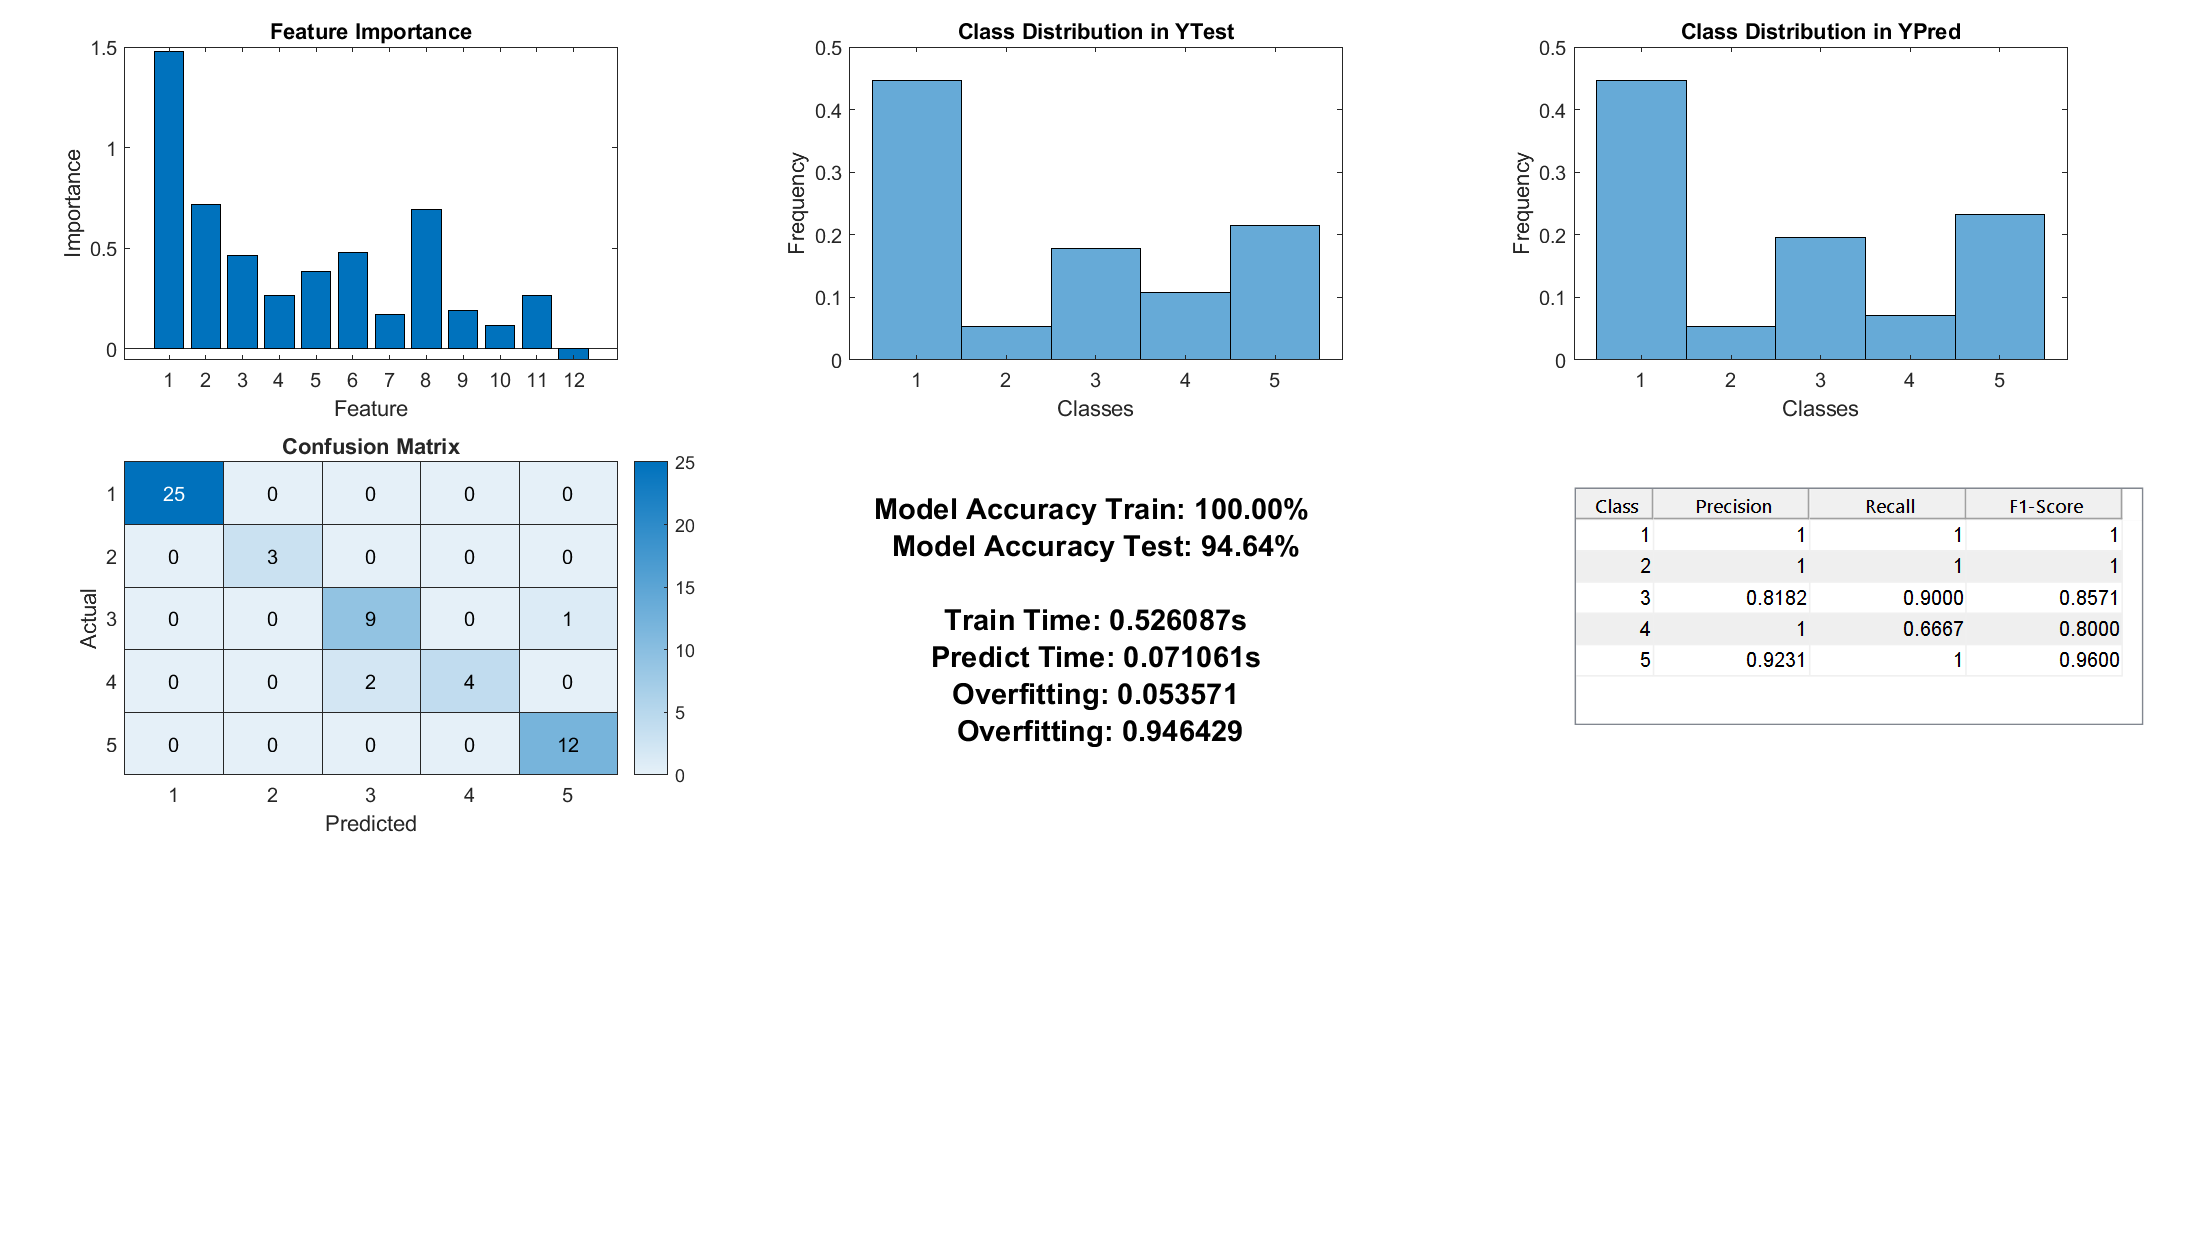 Feature Importance
1.5
1
0.5
0
Importance
1 2 3 4 5 6 7 8 9 10 11 12
Feature
Class Distribution in YTest
0.5
0.4
0.3
0.2
0.1
0
Frequency
1 2 3 4 5
Classes
Class Distribution in YPred
0.5
0.4
0.3
0.2
0.1
0
Frequency
1 2 3 4 5
Classes
Confusion Matrix
Actual
1 25 0 0 0 0
2 0 3 0 0 0
3 0 0 9 0 1
4 0 0 2 4 0
5 0 0 0 0 12
1 2 3 4 5
Predicted
25
20
15
10
5
0
Model Accuracy Train: 100.00%
Model Accuracy Test: 94.64%
Train Time: 0.526087s
Predict Time: 0.071061s
Overfitting: 0.053571
Overfitting: 0.946429
Class Precision Recall F1-Score
1 1 1 1
2 1 1 1
3 0.8182 0.9000 0.8571
4 1 0.6667 0.8000
5 0.9231 1 0.9600